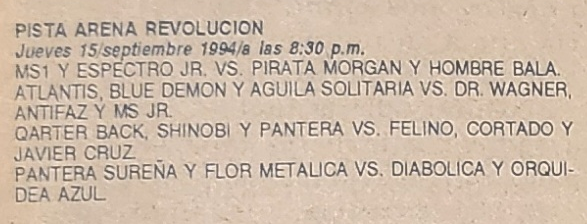 PISTA ARENA REVOLUCION
Jueves 15/septiembre 1994/a las 8:30 p.m.
MS1 Y ESPECTRO JR. VS. PIRATA MORGAN Y HOMBRE BALA.
ATLANTIS, BLUE DEMON Y AGUILA SOLITARIA VS. DR. WAGNER,
ANTIFAZ Y MS JR.
QARTER BACK, SHINOBI Y PANTERA VS. FELINO, CORTADO Y
JAVIER CRUZ
PANTERA SUREÑA Y FLOR METALICA VS. DIABOLICA Y ORQUI-
DEA AZUL